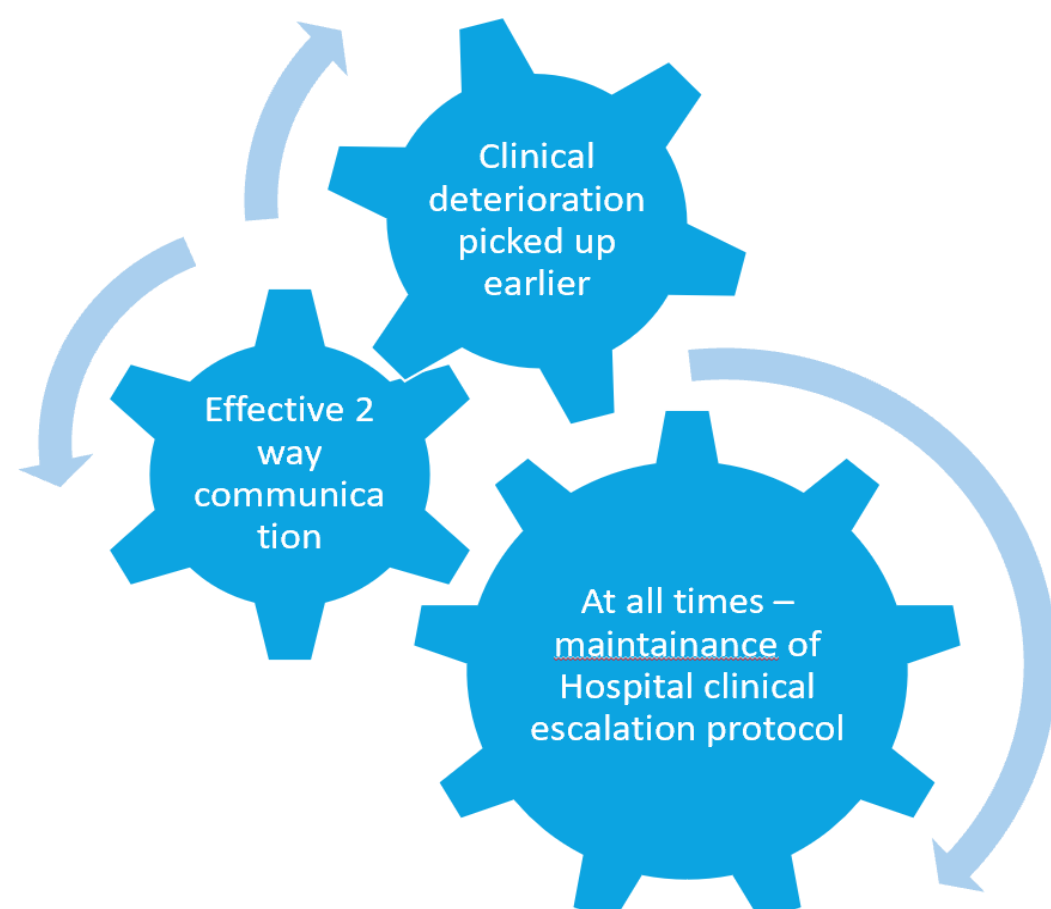 Clinical
deterioration
picked up
earlier
Effective 2
way
communica
tion
At all times –
maintainance of
Hospital clinical
escalation protocol